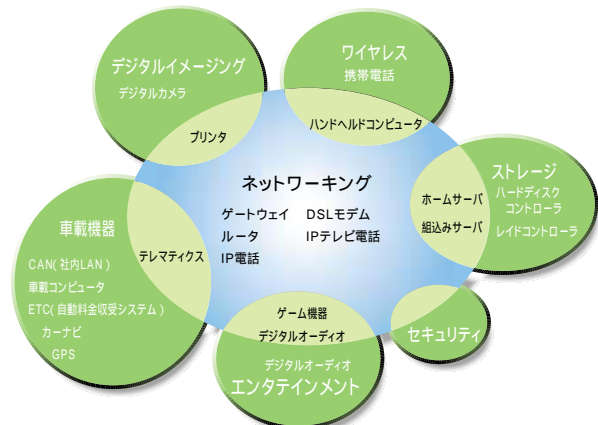 デジタルイメージング
デジタルカメラ
プリンタ
ワイヤレス
携帯電話
ハンドヘルドコンピュータ
ストレージ
ハードディスク
コントローラ
レイドコントローラ
ホームサーバ
組込みサーバ
ネットワーキング
ゲートウェイ DSLモデム
ルータ IPテレビ電話
IP電話
車載機器
CAN(社内LAN)
車載コンピュータ
ETC(自動料金収受システム)
カーナビ
GPS
テレマティクス
ゲーム機器
デジタルオーディオ
デジタルオーディオ
エンタテインメント
セキュリティ